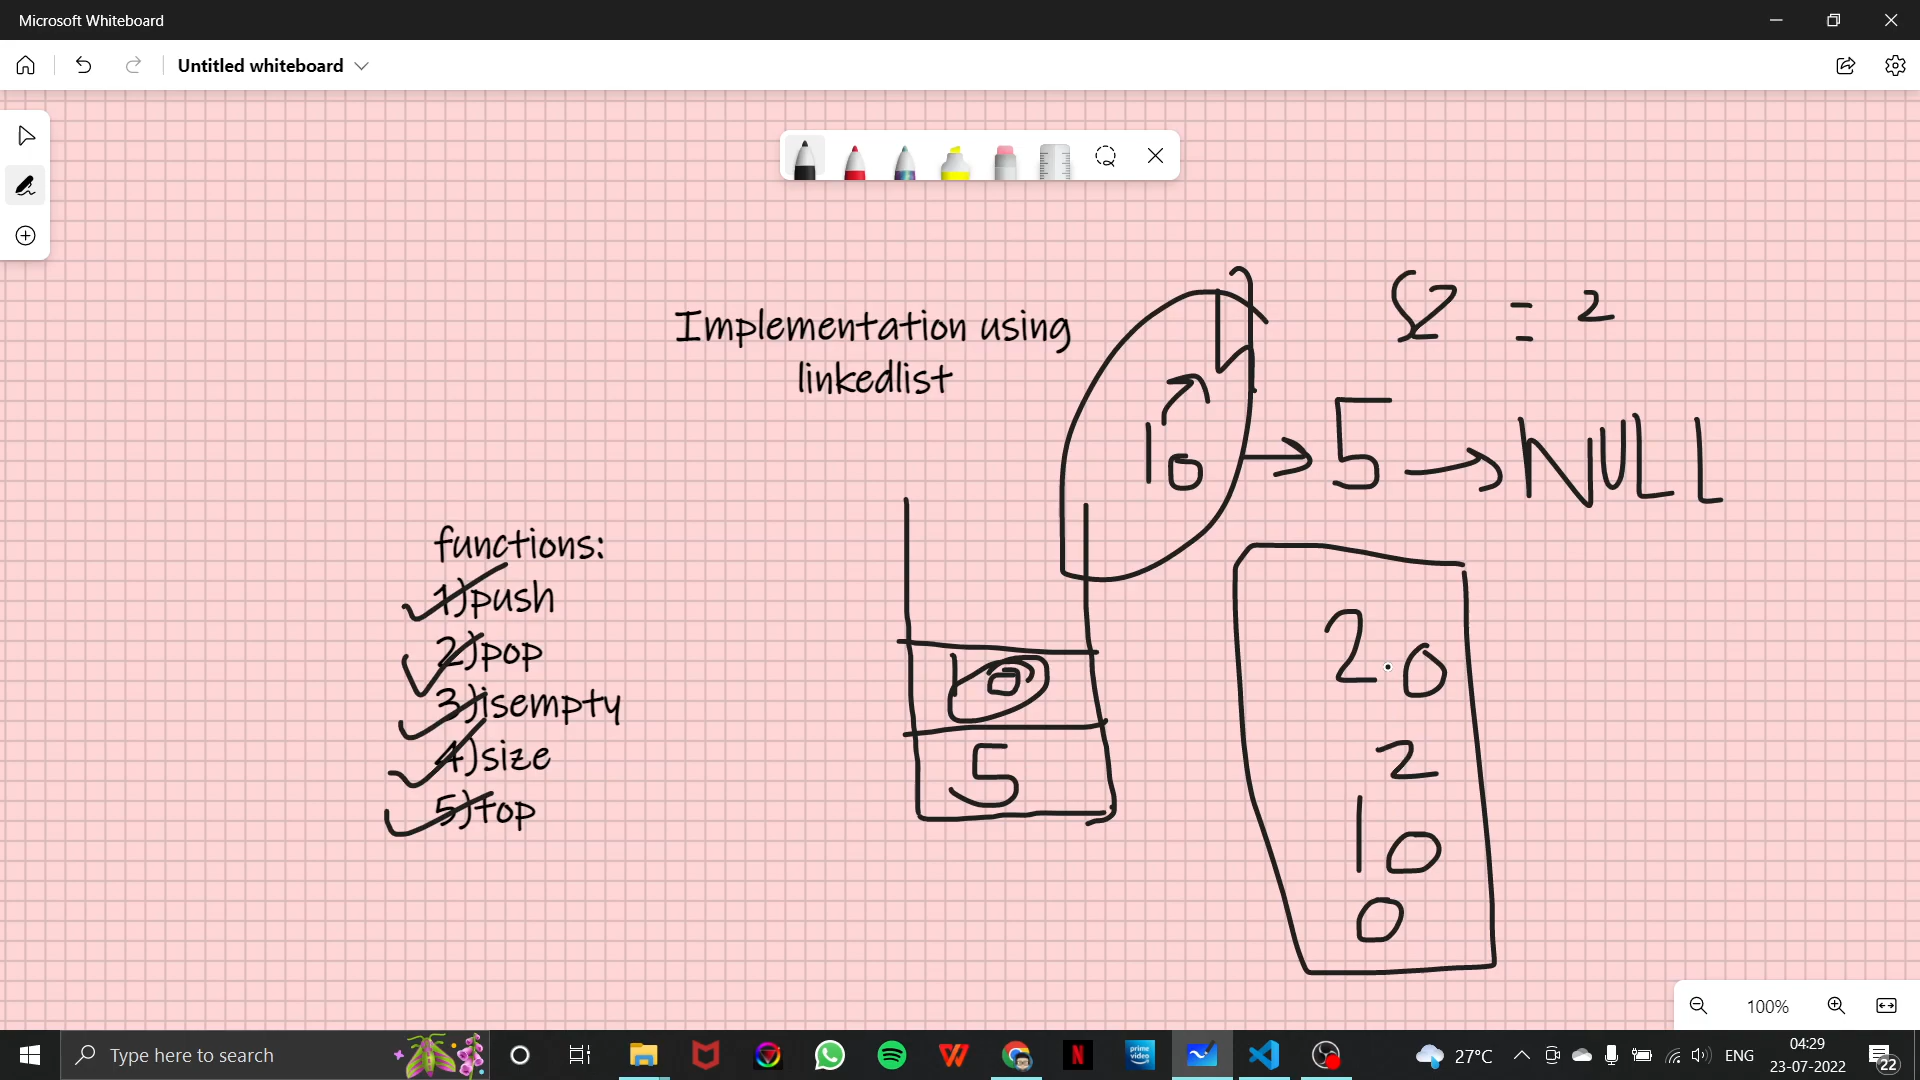 Microsoft Whiteboard
Untitled whiteboard
Implementation using
linkedlist
= 2
10 → 5 → NULL
functions:
1)push
2)pop
3)isempty
4)size
5)top
10
5
20
2
10
0
100%
Type here to search
prime video
27°C
ENG
04:29
23-07-2022
22